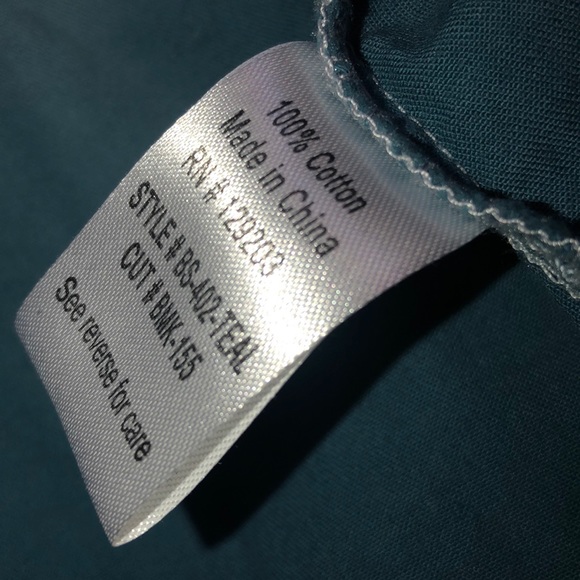 100% Cotton
Made in China
RN # 129203
STYLE # BS-402-TEAL
CUT # BMK-155
See reverse for care